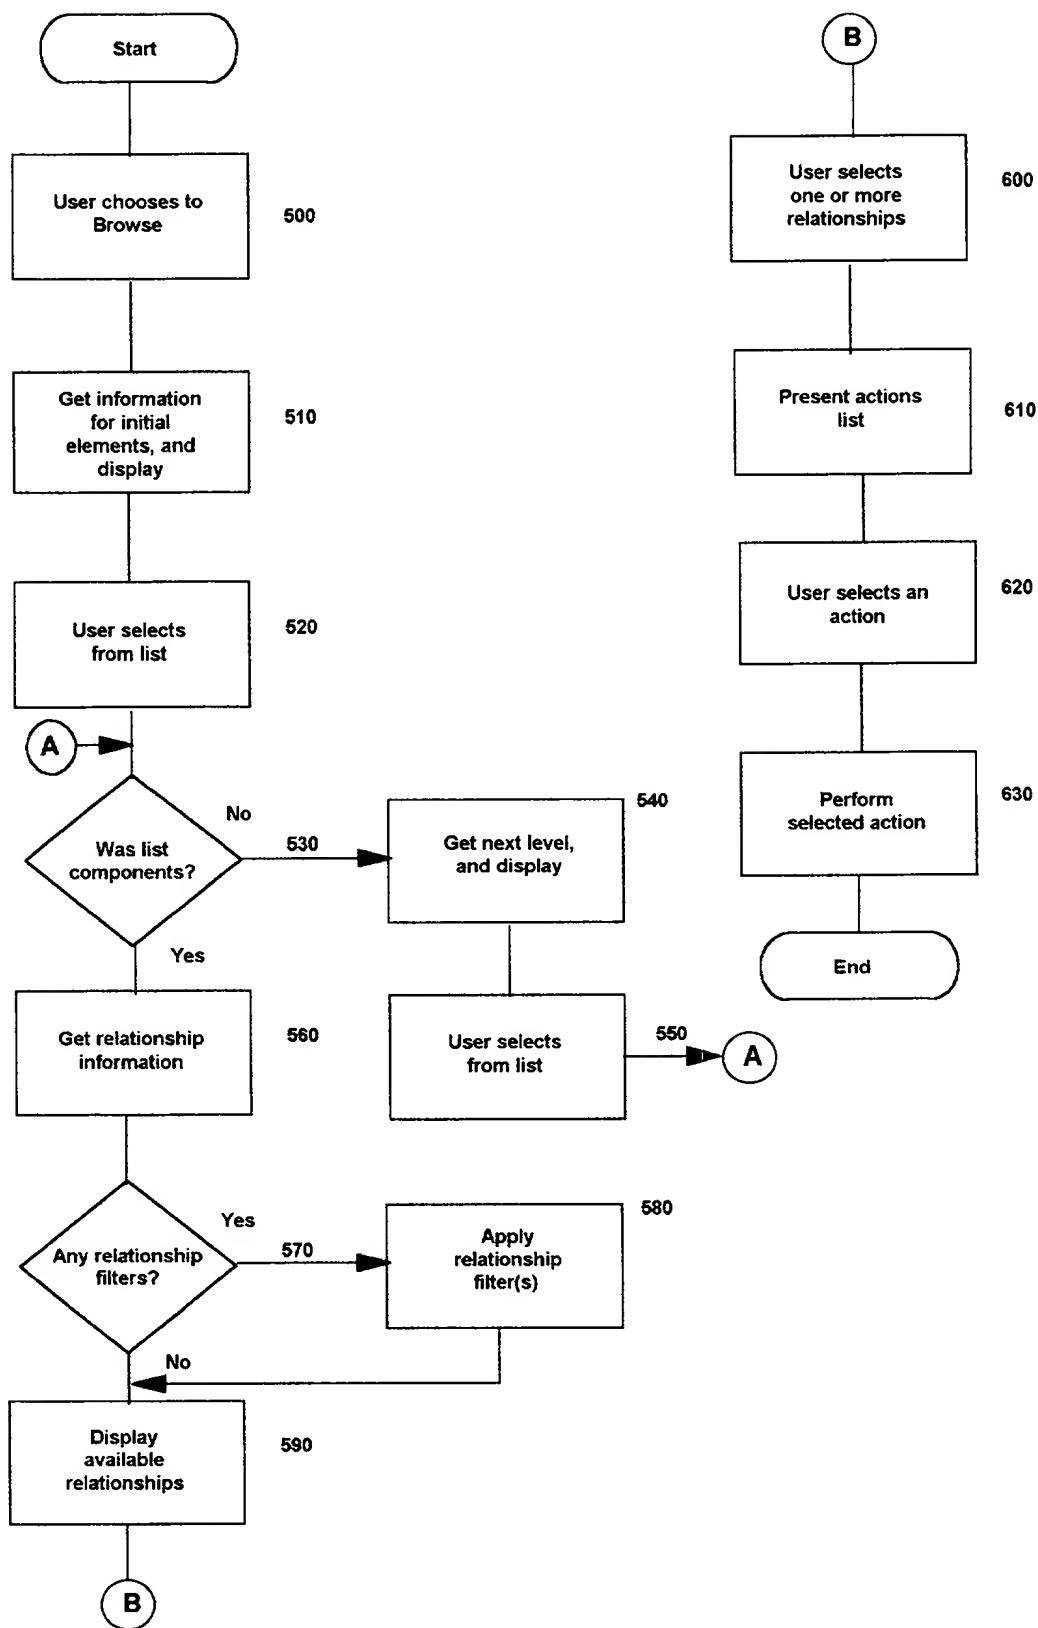 Start
User chooses to
Browse
500
Get information
for initial
elements, and
display
510
User selects
from list
520
A
Was list
components?
No
530
Get next level,
and display
540
Yes
User selects
from list
550
A
Get relationship
information
560
Any relationship
filters?
Yes
570
Apply
relationship
filter(s)
580
No
Display
available
relationships
590
B
B
User selects
one or more
relationships
600
Present actions
list
610
User selects an
action
620
Perform
selected action
630
End